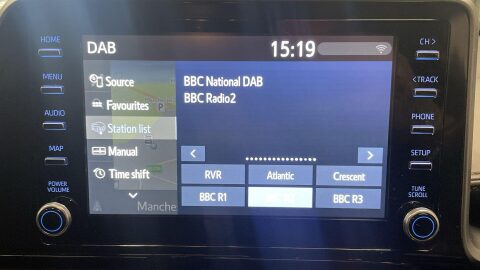 HOME
MENU
AUDIO
MAP
POWER
VOLUME
DAB
15:19
Source
Favourites
Station list
Manual
Time shift
Manche
BBC National DAB
BBC Radio2
RVR
Atlantic
Crescent
BBC R1
BBC R3
CH >
< TRACK
PHONE
SETUP
TUNE
SCROLL